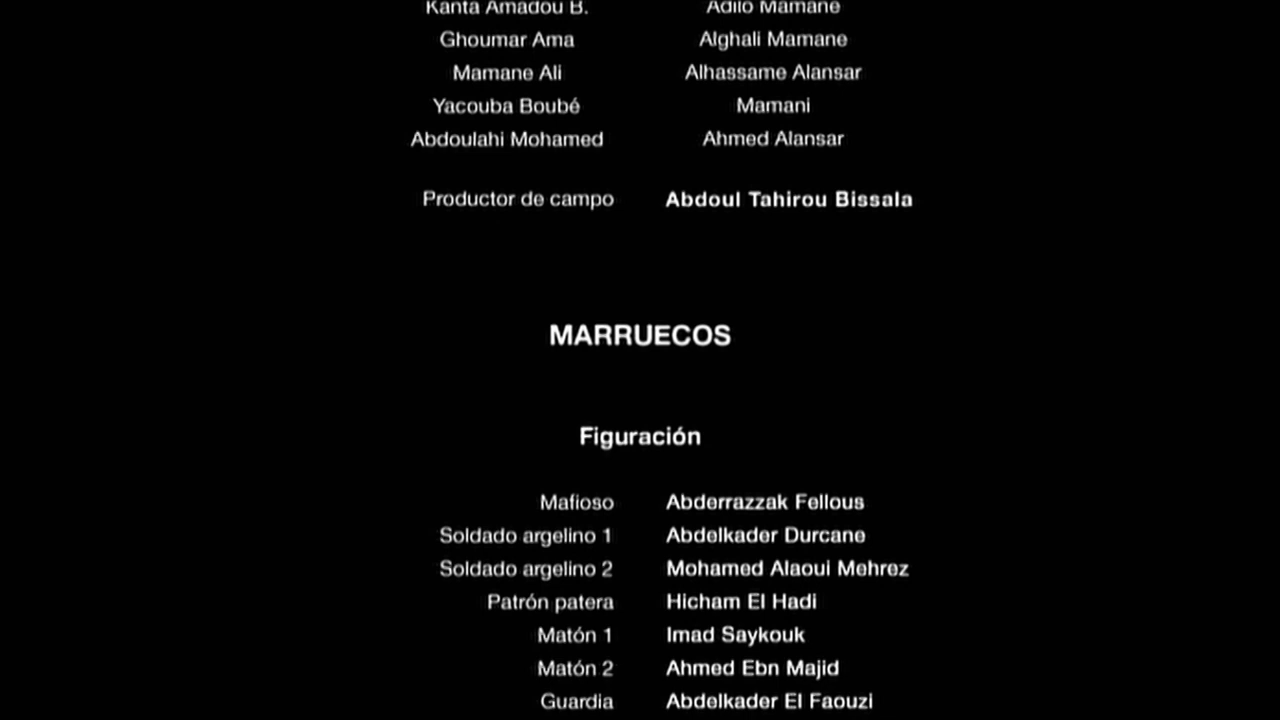 Kanta Amadou B. Adilo Mamane
Ghoumar Ama Alghali Mamane
Mamane Ali Alhassame Alansar
Yacouba Boubé Mamani
Abdoulahi Mohamed Ahmed Alansar
Productor de campo Abdoul Tahirou Bissala
MARRUECOS
Figuración
Mafioso Abderrazzak Fellous
Soldado argelino 1 Abdelkader Durcane
Soldado argelino 2 Mohamed Alaoui Mehrez
Patrón patera Hicham El Hadi
Matón 1 Imad Saykouk
Matón 2 Ahmed Ebn Majid
Guardia Abdelkader El Faouzi